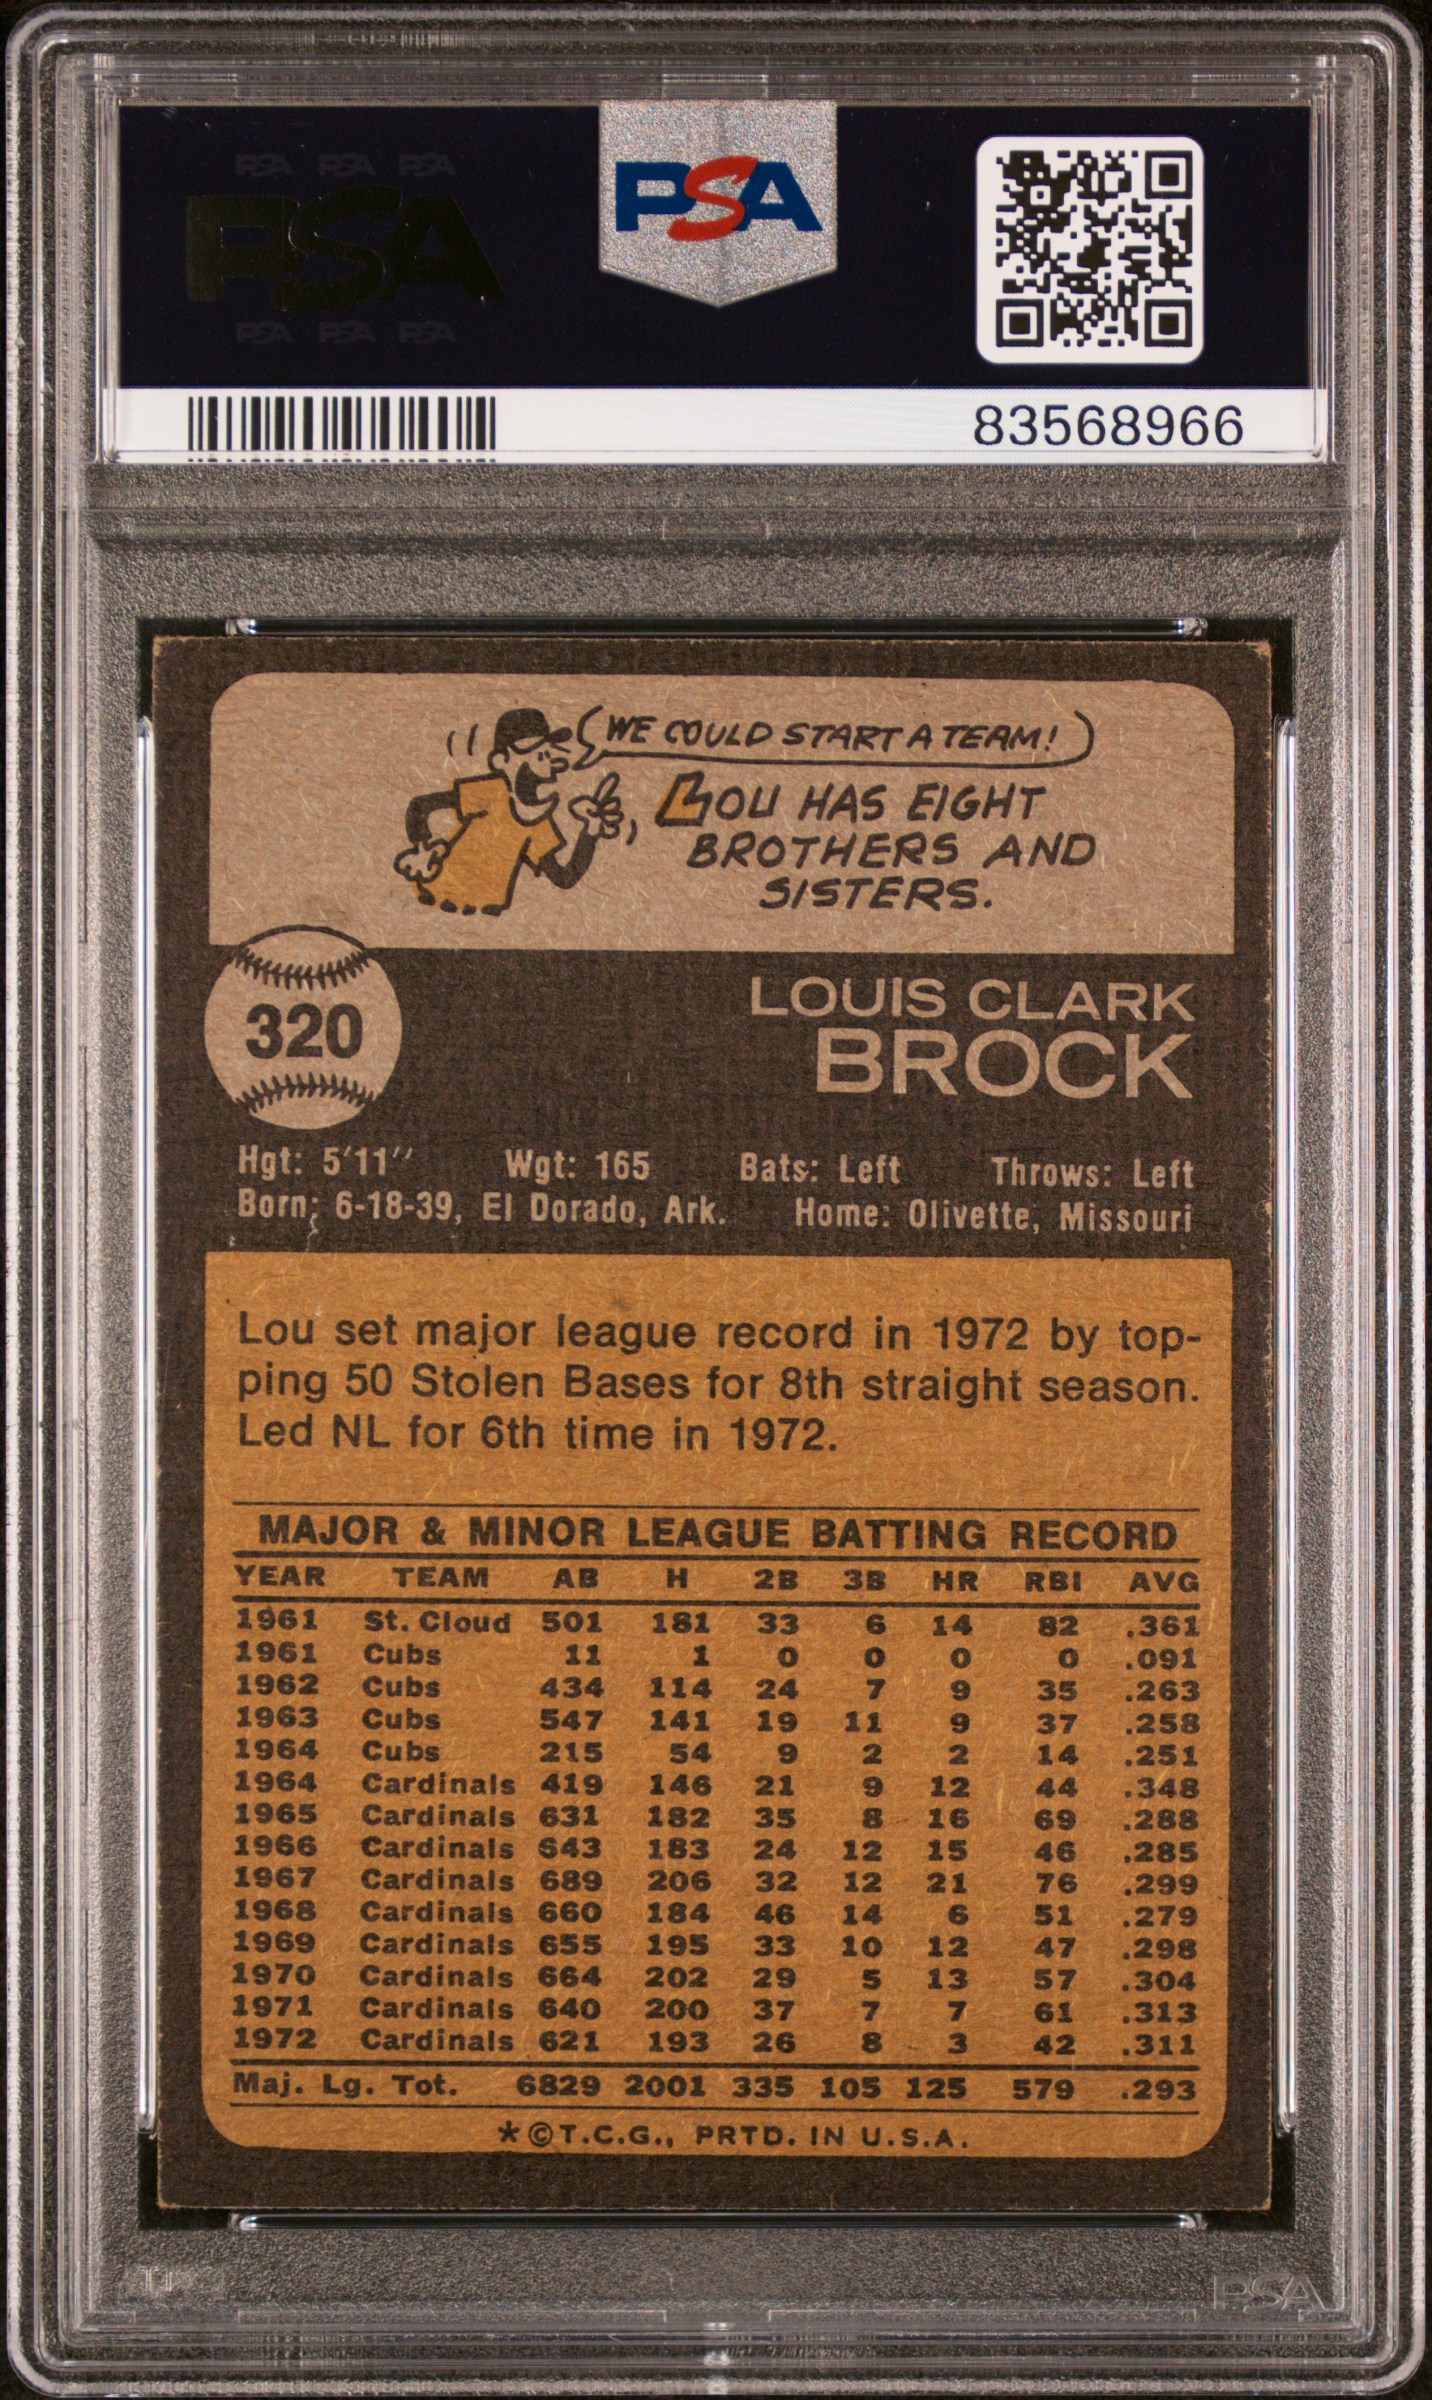 PSA PSA PSA
PSA
PSA PSA PSA
PSA
83568966
WE COULD START A TEAM!
LOU HAS EIGHT
BROTHERS AND
SISTERS.
320
LOUIS CLARK
BROCK
Hgt: 5'11" Wgt: 165 Bats: Left Throws: Left
Born: 6-18-39, El Dorado, Ark. Home: Olivette, Missouri
Lou set major league record in 1972 by top-
ping 50 Stolen Bases for 8th straight season.
Led NL for 6th time in 1972.
MAJOR & MINOR LEAGUE BATTING RECORD
YEAR TEAM AB H 2B 3B HR RBI AVG
1961 St. Cloud 501 181 33 6 14 82 .361
1961 Cubs 11 1 0 0 0 0 .091
1962 Cubs 434 114 24 7 9 35 .263
1963 Cubs 547 141 19 11 9 37 .258
1964 Cubs 215 54 9 2 2 14 .251
1964 Cardinals 419 146 21 9 12 44 .348
1965 Cardinals 631 182 35 8 16 69 .288
1966 Cardinals 643 183 24 12 15 46 .285
1967 Cardinals 689 206 32 12 21 76 .299
1968 Cardinals 660 184 46 14 6 51 .279
1969 Cardinals 655 195 33 10 12 47 .298
1970 Cardinals 664 202 29 5 13 57 .304
1971 Cardinals 640 200 37 7 7 61 .313
1972 Cardinals 621 193 26 8 3 42 .311
Maj. Lg. Tot. 6829 2001 335 105 125 579 .293
*©T.C.G., PRTD. IN U.S.A.
PSA